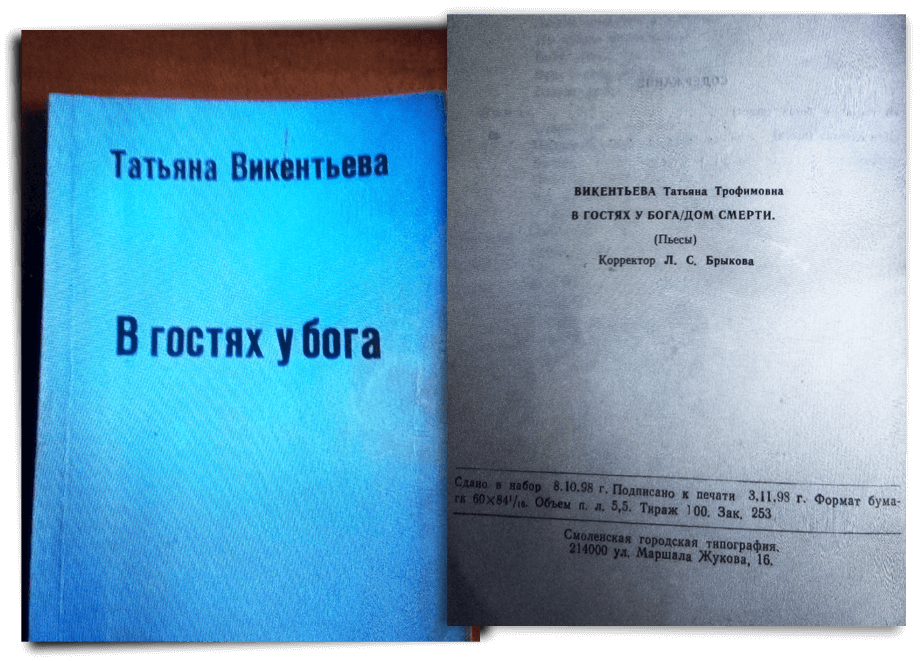 Татьяна Викентьева
В гостях у бога
СОДЕРЖАНИЕ
ВИКЕНТЬЕВА Татьяна Трофимовна
В ГОСТЯХ У БОГА/ДОМ СМЕРТИ.
(Пьесы)
Корректор Л. С. Брыкова
Сдано в набор 8.10.98 г. Подписано к печати 3.11.98 г. Формат бума-
га 60×84¹/₁₆. Объем п. л. 5,5. Тираж 100. Зак. 253
Смоленская городская типография.
214000 ул. Маршала Жукова, 16.